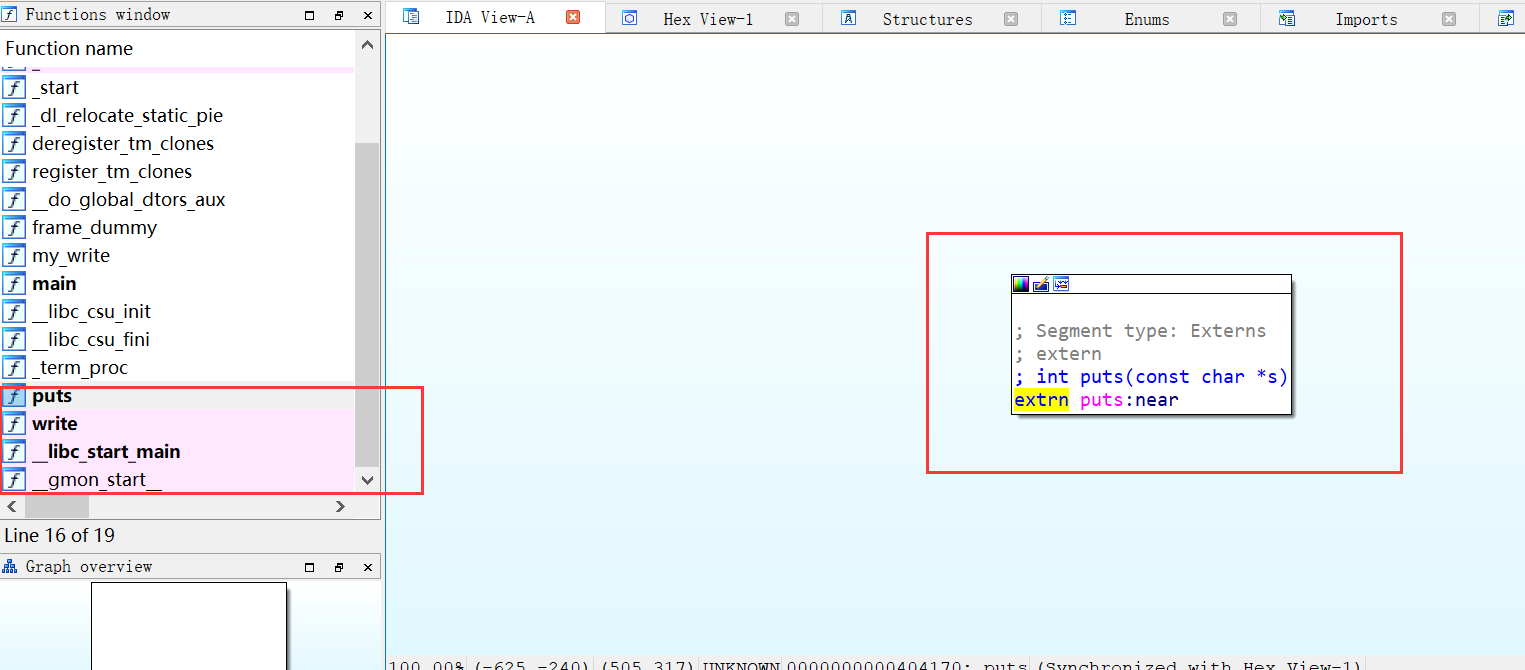 Functions window
IDA View-A
Hex View-1
Structures
Enums
Imports
Function name
_start
_dl_relocate_static_pie
deregister_tm_clones
register_tm_clones
__do_global_dtors_aux
frame_dummy
my_write
main
__libc_csu_init
__libc_csu_fini
_term_proc
puts
write
__libc_start_main
__gmon_start__
Line 16 of 19
Graph overview
; Segment type: Externs
; extern
; int puts(const char *s)
extrn puts:near
100.00% (-625,-240) (505,317) UNKNOWN 0000000000404170: puts (Synchronized with Hex View-1)